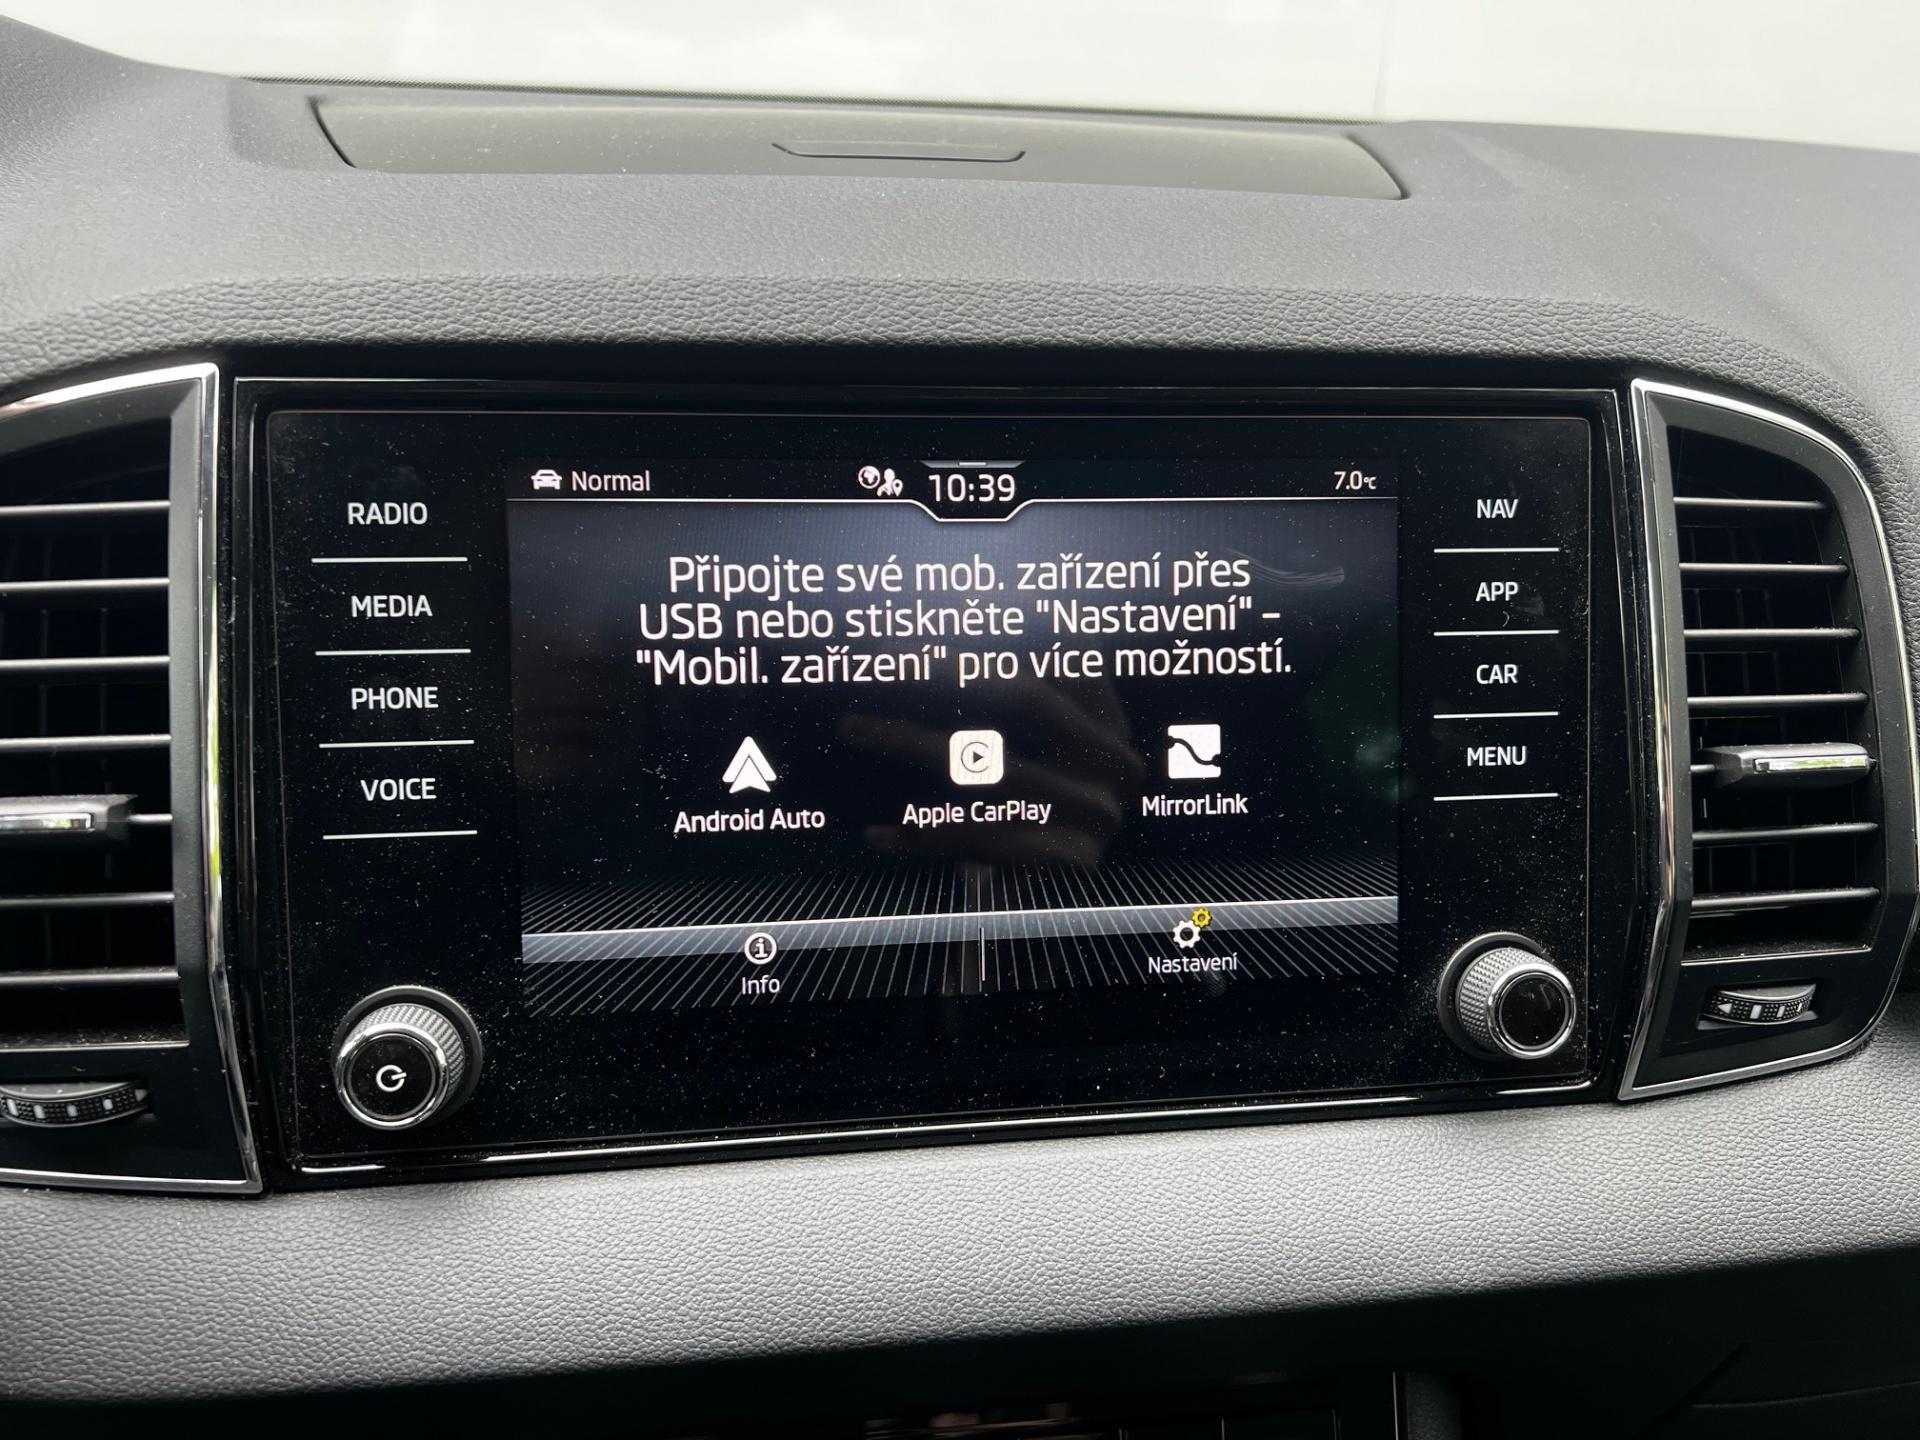 Normal 10:39 7.0°C
RADIO
MEDIA
PHONE
VOICE
Připojte své mob. zařízení přes
USB nebo stiskněte "Nastavení" –
"Mobil. zařízení" pro více možností.
Android Auto Apple CarPlay MirrorLink
Info Nastavení
NAV
APP
CAR
MENU